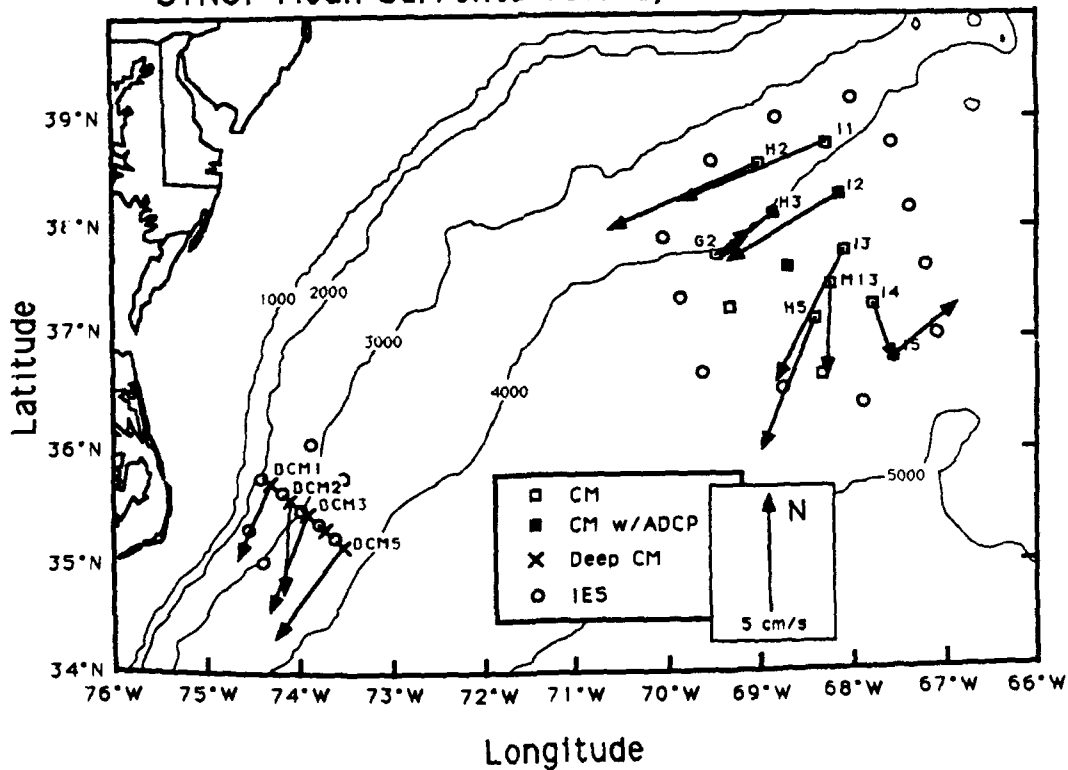 39°N
38°N
37°N
36°N
35°N
34°N
Latitude
76°W 75°W 74°W 73°W 72°W 71°W 70°W 69°W 68°W 67°W 66°W
Longitude
1000
2000
3000
4000
5000
I1
H2
I2
H3
G2
I3
M13
I4
H5
I5
BCM1
BCM2
BCM3
BCM5
CM
CM w/ADCP
Deep CM
IES
N
5 cm/s